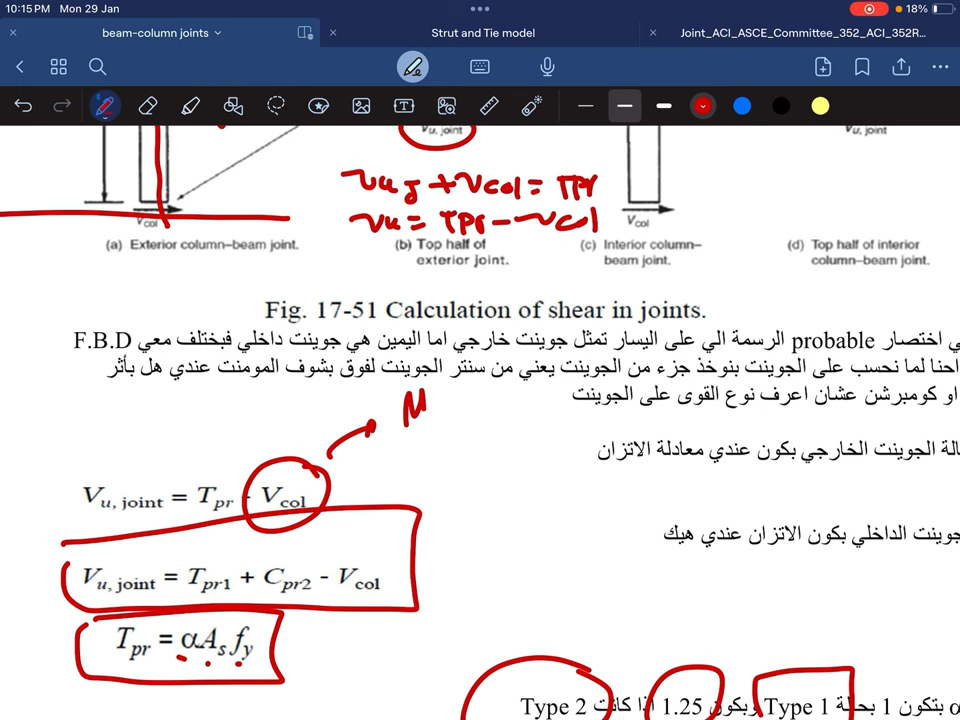 10:15 PM Mon 29 Jan
18%
beam-column joints
Strut and Tie model
Joint_ACI_ASCE_Committee_352_ACI_352R...
Vu, joint
Vu, joint
Vuj + Vcol = Tpr
Vu = Tpr - Vcol
Vcol
Vcol
(a) Exterior column–beam joint.
(b) Top half of exterior joint.
(c) Interior column–beam joint.
(d) Top half of interior column–beam joint.
Fig. 17-51 Calculation of shear in joints.
ي اختصار probable الرسمة الي على اليسار تمثل جوينت خارجي اما اليمين هي جوينت داخلي فبختلف معي F.B.D
احنا لما نحسب على الجوينت بنوخذ جزء من الجوينت يعني من سنتر الجوينت لفوق بشوف المومنت عندي هل بأثر
او كومبرشن عشان اعرف نوع القوى على الجوينت
M
الة الجوينت الخارجي بكون عندي معادلة الاتزان
Vu, joint = Tpr - Vcol
جوينت الداخلي بكون الاتزان عندي هيك
Vu, joint = Tpr1 + Cpr2 - Vcol
Tpr = αAs fy
α بتكون 1 بحالة Type 1 وبكون 1.25 اذا كانت Type 2